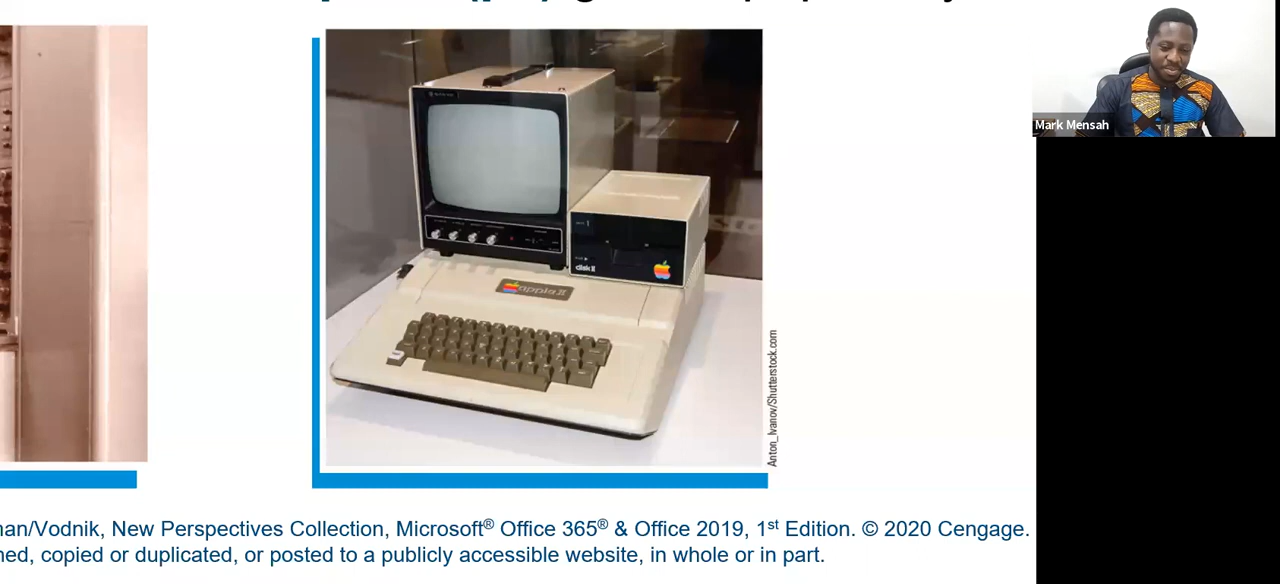 Mark Mensah
disk II
apple II
Anton_Ivanov/Shutterstock.com
nan/Vodnik, New Perspectives Collection, Microsoft® Office 365® & Office 2019, 1st Edition. © 2020 Cengage.
ned, copied or duplicated, or posted to a publicly accessible website, in whole or in part.